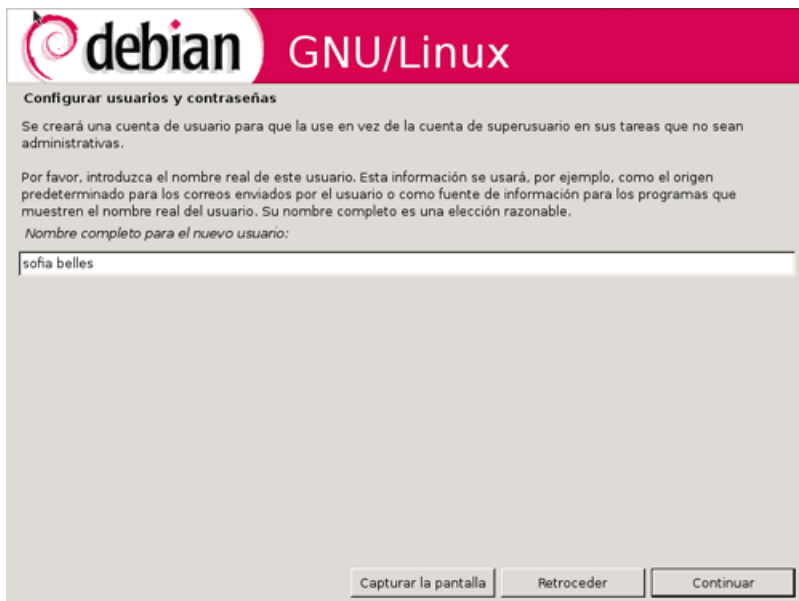 debian GNU/Linux
Configurar usuarios y contraseñas
Se creará una cuenta de usuario para que la use en vez de la cuenta de superusuario en sus tareas que no sean
administrativas.
Por favor, introduzca el nombre real de este usuario. Esta información se usará, por ejemplo, como el origen
predeterminado para los correos enviados por el usuario o como fuente de información para los programas que
muestren el nombre real del usuario. Su nombre completo es una elección razonable.
Nombre completo para el nuevo usuario:
sofia belles
Capturar la pantalla Retroceder Continuar